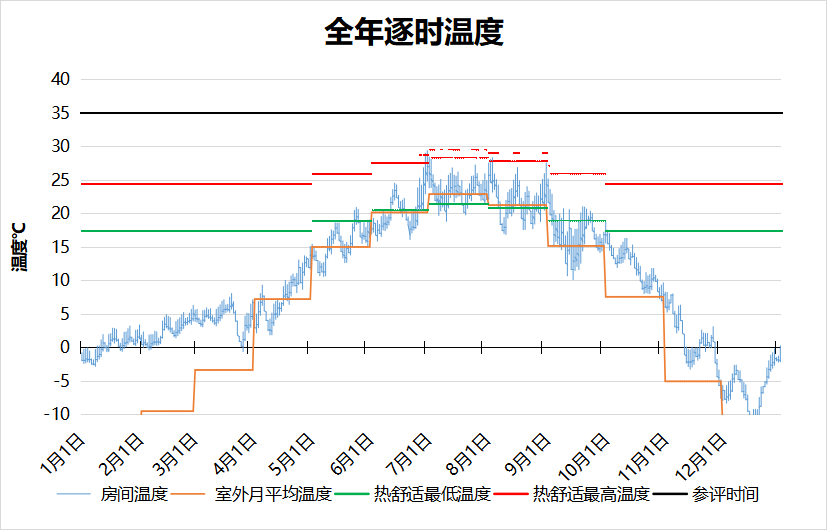 全年逐时温度
40
35
30
25
20
15
10
5
0
-5
-10
温度℃
1月1日
2月1日
3月1日
4月1日
5月1日
6月1日
7月1日
8月1日
9月1日
10月1日
11月1日
12月1日
房间温度 室外月平均温度 热舒适最低温度 热舒适最高温度 参评时间